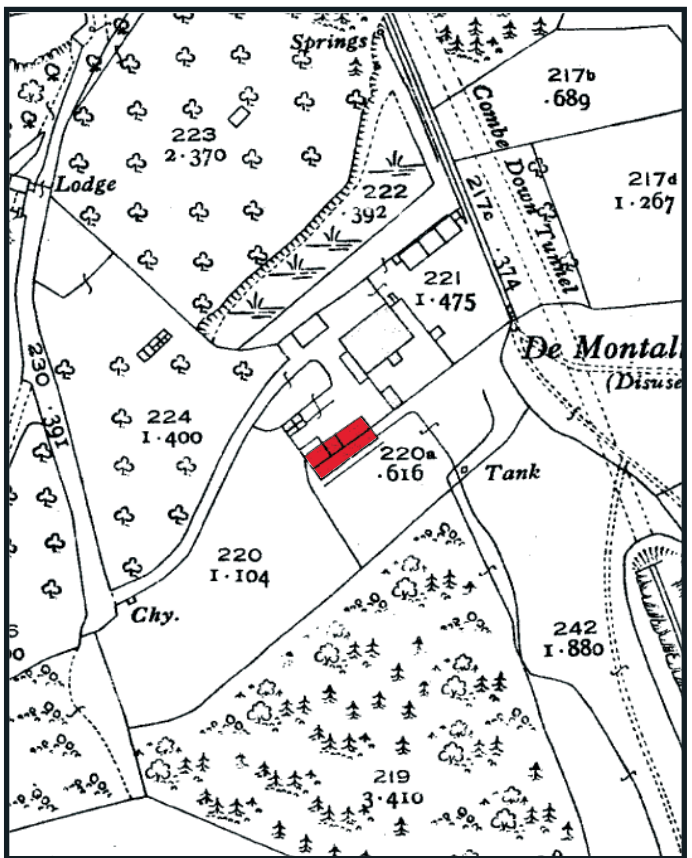 Springs
217b
.689
Combe Down Tunnel
223
2.370
Lodge
222
.392
217d
1.267
217c .374
221
1.475
De Montal
(Disuse
230 .391
224
1.400
220a
.616
Tank
220
1.104
Chy.
242
1.880
219
3.410